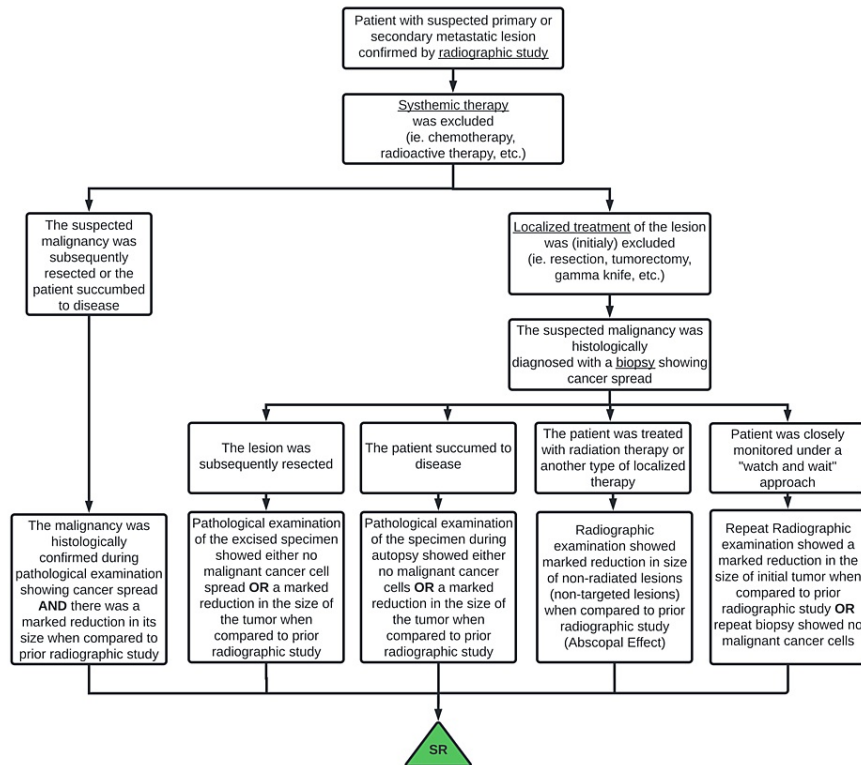 Patient with suspected primary or
secondary metastatic lesion
confirmed by radiographic study
Systhemic therapy
was excluded
(ie. chemotherapy,
radioactive therapy, etc.)
The suspected
malignancy was
subsequently
resected or the
patient succumbed
to disease
Localized treatment of the lesion
was (initialy) excluded
(ie. resection, tumorectomy,
gamma knife, etc.)
The suspected malignancy was
histologically
diagnosed with a biopsy showing
cancer spread
The lesion was
subsequently resected
The patient succumed to
disease
The patient was treated
with radiation therapy or
another type of localized
therapy
Patient was closely
monitored under a
"watch and wait"
approach
The malignancy was
histologically
confirmed during
pathological examination
showing cancer spread
AND there was a
marked reduction in its
size when compared to
prior radiographic study
Pathological examination
of the excised specimen
showed either no
malignant cancer cell
spread OR a marked
reduction in the size of
the tumor when
compared to prior
radiographic study
Pathological examination
of the specimen during
autopsy showed either
no malignant cancer
cells OR a marked
reduction in the size of
the tumor when
compared to prior
radiographic study
Radiographic
examination showed
marked reduction in size
of non-radiated lesions
(non-targeted lesions)
when compared to prior
radiographic study
(Abscopal Effect)
Repeat Radiographic
examination showed a
marked reduction in the
size of initial tumor when
compared to prior
radiographic study OR
repeat biopsy showed no
malignant cancer cells
SR